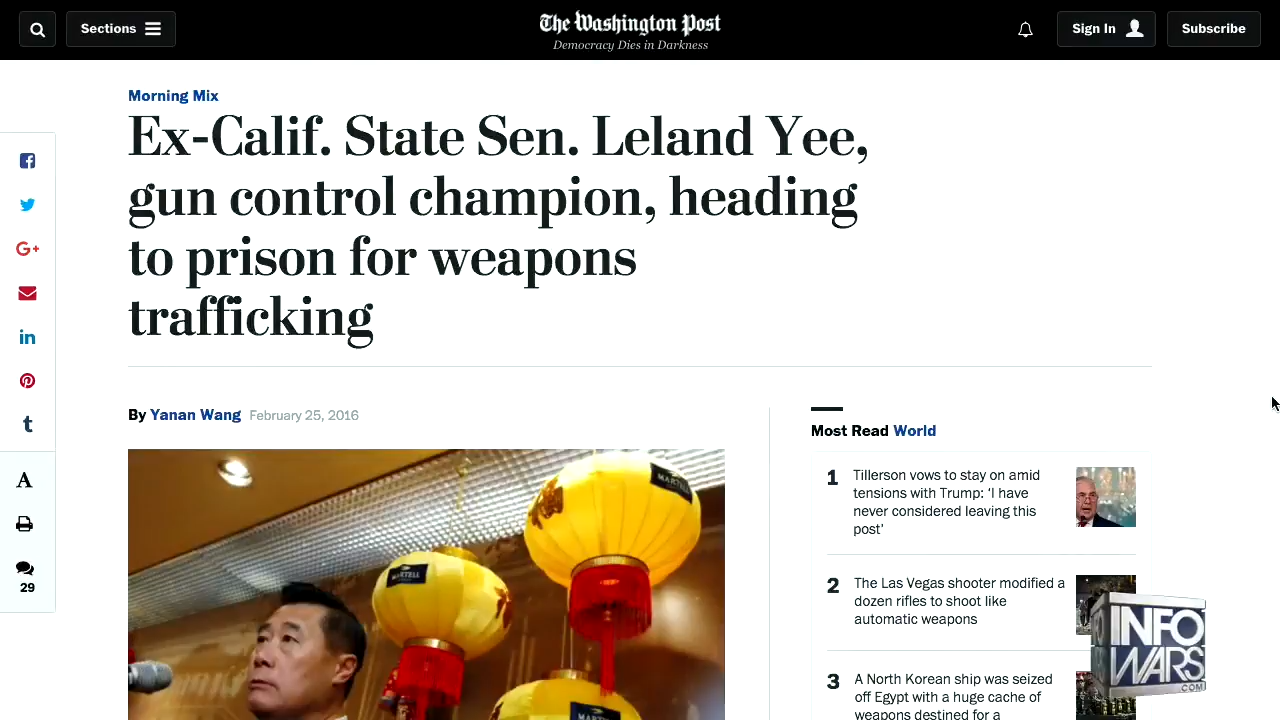 Sections
The Washington Post
Democracy Dies in Darkness
Sign In
Subscribe
Morning Mix
Ex-Calif. State Sen. Leland Yee,
gun control champion, heading
to prison for weapons
trafficking
By Yanan Wang February 25, 2016
G+
in
t
A
29
MARTELL
MARTELL
MARTELL
Most Read World
1 Tillerson vows to stay on amid
tensions with Trump: ‘I have
never considered leaving this
post’
2 The Las Vegas shooter modified a
dozen rifles to shoot like
automatic weapons
3 A North Korean ship was seized
off Egypt with a huge cache of
weapons destined for a
INFO
WARS
.COM